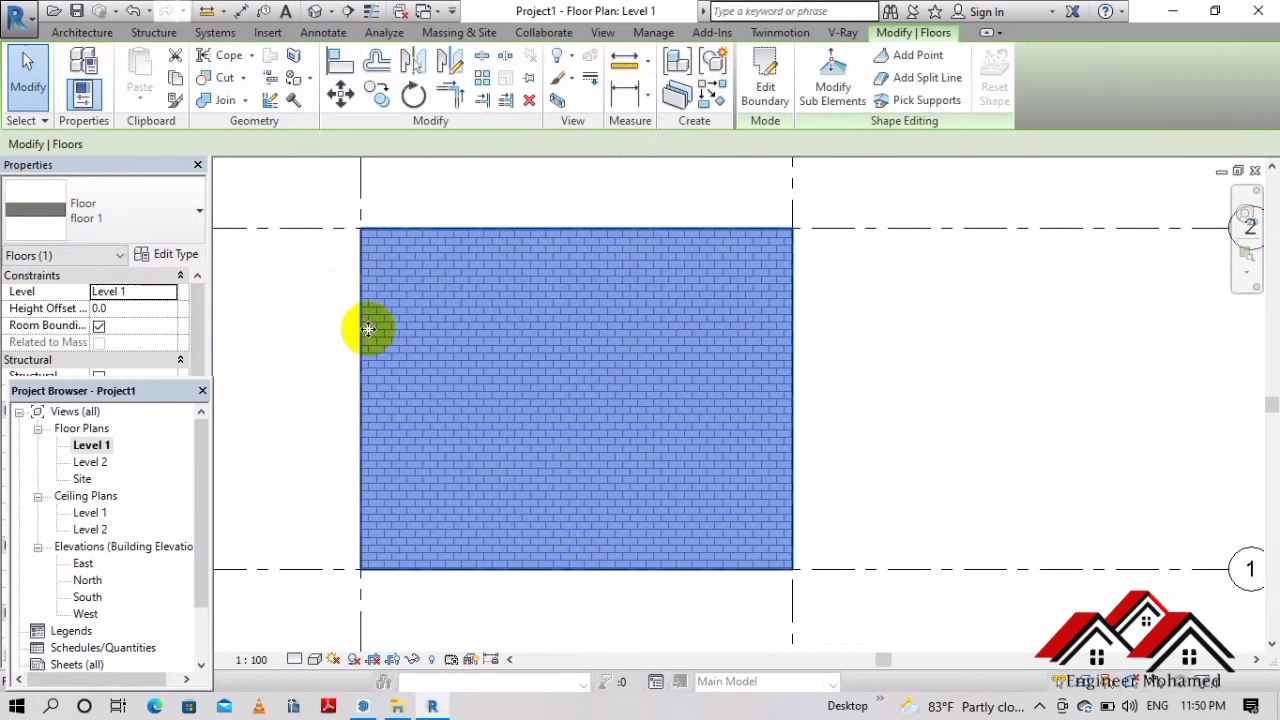 Project1 - Floor Plan: Level 1
Type a keyword or phrase
Sign In
Architecture
Structure
Systems
Insert
Annotate
Analyze
Massing & Site
Collaborate
View
Manage
Add-Ins
Twinmotion
V-Ray
Modify | Floors
Modify
Paste
Cope
Cut
Join
Edit
Boundary
Modify
Sub Elements
Add Point
Add Split Line
Pick Supports
Reset
Shape
Select
Properties
Clipboard
Geometry
Modify
View
Measure
Create
Mode
Shape Editing
Modify | Floors
Properties
Floor
floor 1
Floors (1)
Edit Type
Constraints
Level
Level 1
Height Offset ...
0.0
Room Boundi...
Related to Mass
Structural
Project Browser - Project1
Views (all)
Floor Plans
Level 1
Level 2
Site
Ceiling Plans
Level 1
Level 2
Elevations (Building Elevatio
East
North
South
West
Legends
Schedules/Quantities
Sheets (all)
2
1
1 : 100
:0
Main Model
Engineer Mohamed
Desktop
83°F Partly clo...
ENG
11:50 PM